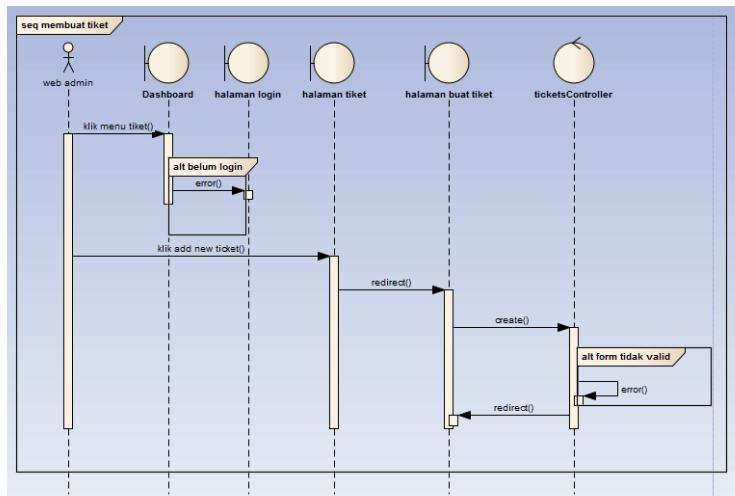 seq membuat tiket
web admin
Dashboard
halaman login
halaman tiket
halaman buat tiket
ticketsController
klik menu tiket()
alt belum login
error()
klik add new ticket()
redirect()
create()
alt form tidak valid
error()
redirect()